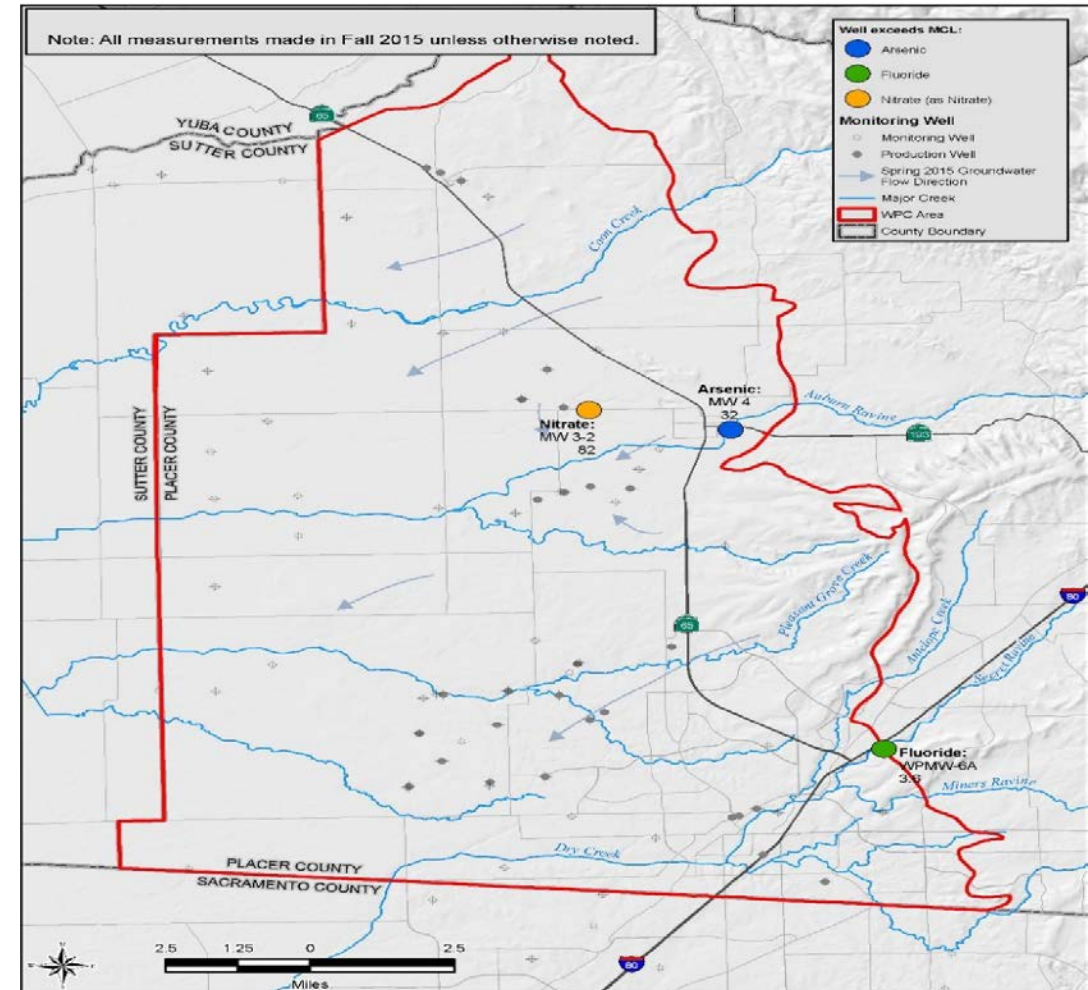 Note: All measurements made in Fall 2015 unless otherwise noted.
Well exceeds MCL:
Arsenic
Fluoride
Nitrate (as Nitrate)
Monitoring Well
Monitoring Well
Production Well
Spring 2015 Groundwater
Flow Direction
Major Creek
WPC Area
County Boundary
65
YUBA COUNTY
SUTTER COUNTY
Coon Creek
Arsenic:
MW 4
32
Auburn Ravine
193
Nitrate:
MW 3-2
82
SUTTER COUNTY
PLACER COUNTY
Pleasant Grove Creek
Antelope Creek
80
65
Secret Ravine
Fluoride:
WPMW-6A
3.6
Miners Ravine
Dry Creek
PLACER COUNTY
SACRAMENTO COUNTY
80
2.5 1.25 0 2.5
Miles